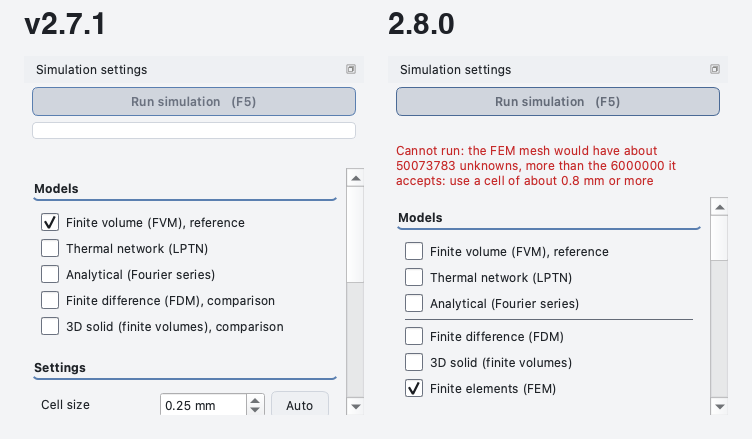 v2.7.1
Simulation settings
Run simulation (F5)
Models
Finite volume (FVM), reference
Thermal network (LPTN)
Analytical (Fourier series)
Finite difference (FDM), comparison
3D solid (finite volumes), comparison
Settings
Cell size
0.25 mm
Auto
2.8.0
Simulation settings
Run simulation (F5)
Cannot run: the FEM mesh would have about
50073783 unknowns, more than the 6000000 it
accepts: use a cell of about 0.8 mm or more
Models
Finite volume (FVM), reference
Thermal network (LPTN)
Analytical (Fourier series)
Finite difference (FDM)
3D solid (finite volumes)
Finite elements (FEM)